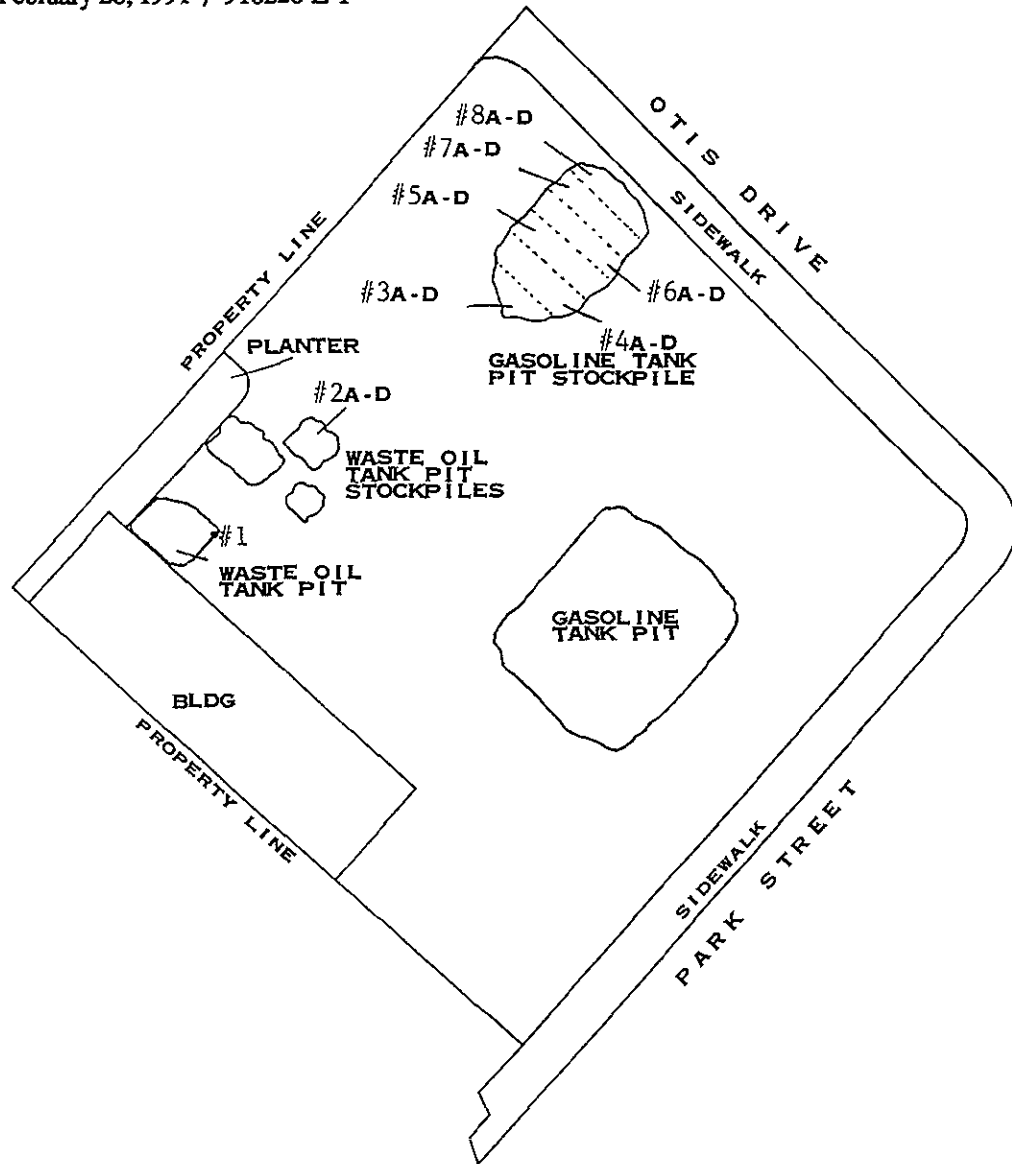 #8A-D
#7A-D
#5A-D
#3A-D
#6A-D
#4A-D
GASOLINE TANK
PIT STOCKPILE
OTIS DRIVE
SIDEWALK
PROPERTY LINE
PLANTER
#2A-D
WASTE OIL
TANK PIT
STOCKPILES
#1
WASTE OIL
TANK PIT
GASOLINE
TANK PIT
BLDG
PROPERTY LINE
SIDEWALK
PARK STREET